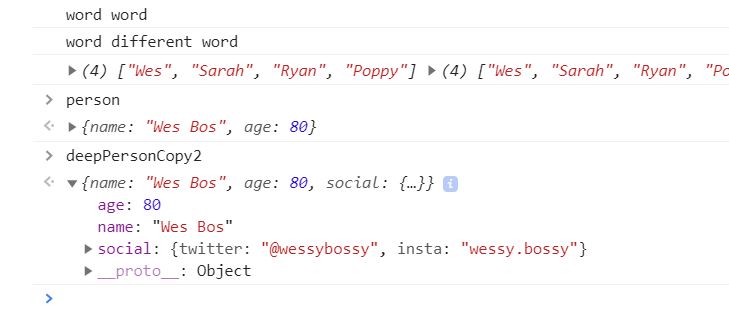 word word
word different word
▶(4) ["Wes", "Sarah", "Ryan", "Poppy"] ▶(4) ["Wes", "Sarah", "Ryan", "Po
> person
<· ▶{name: "Wes Bos", age: 80}
> deepPersonCopy2
<· ▼{name: "Wes Bos", age: 80, social: {…}} i
age: 80
name: "Wes Bos"
▶social: {twitter: "@wessybossy", insta: "wessy.bossy"}
▶__proto__: Object
>